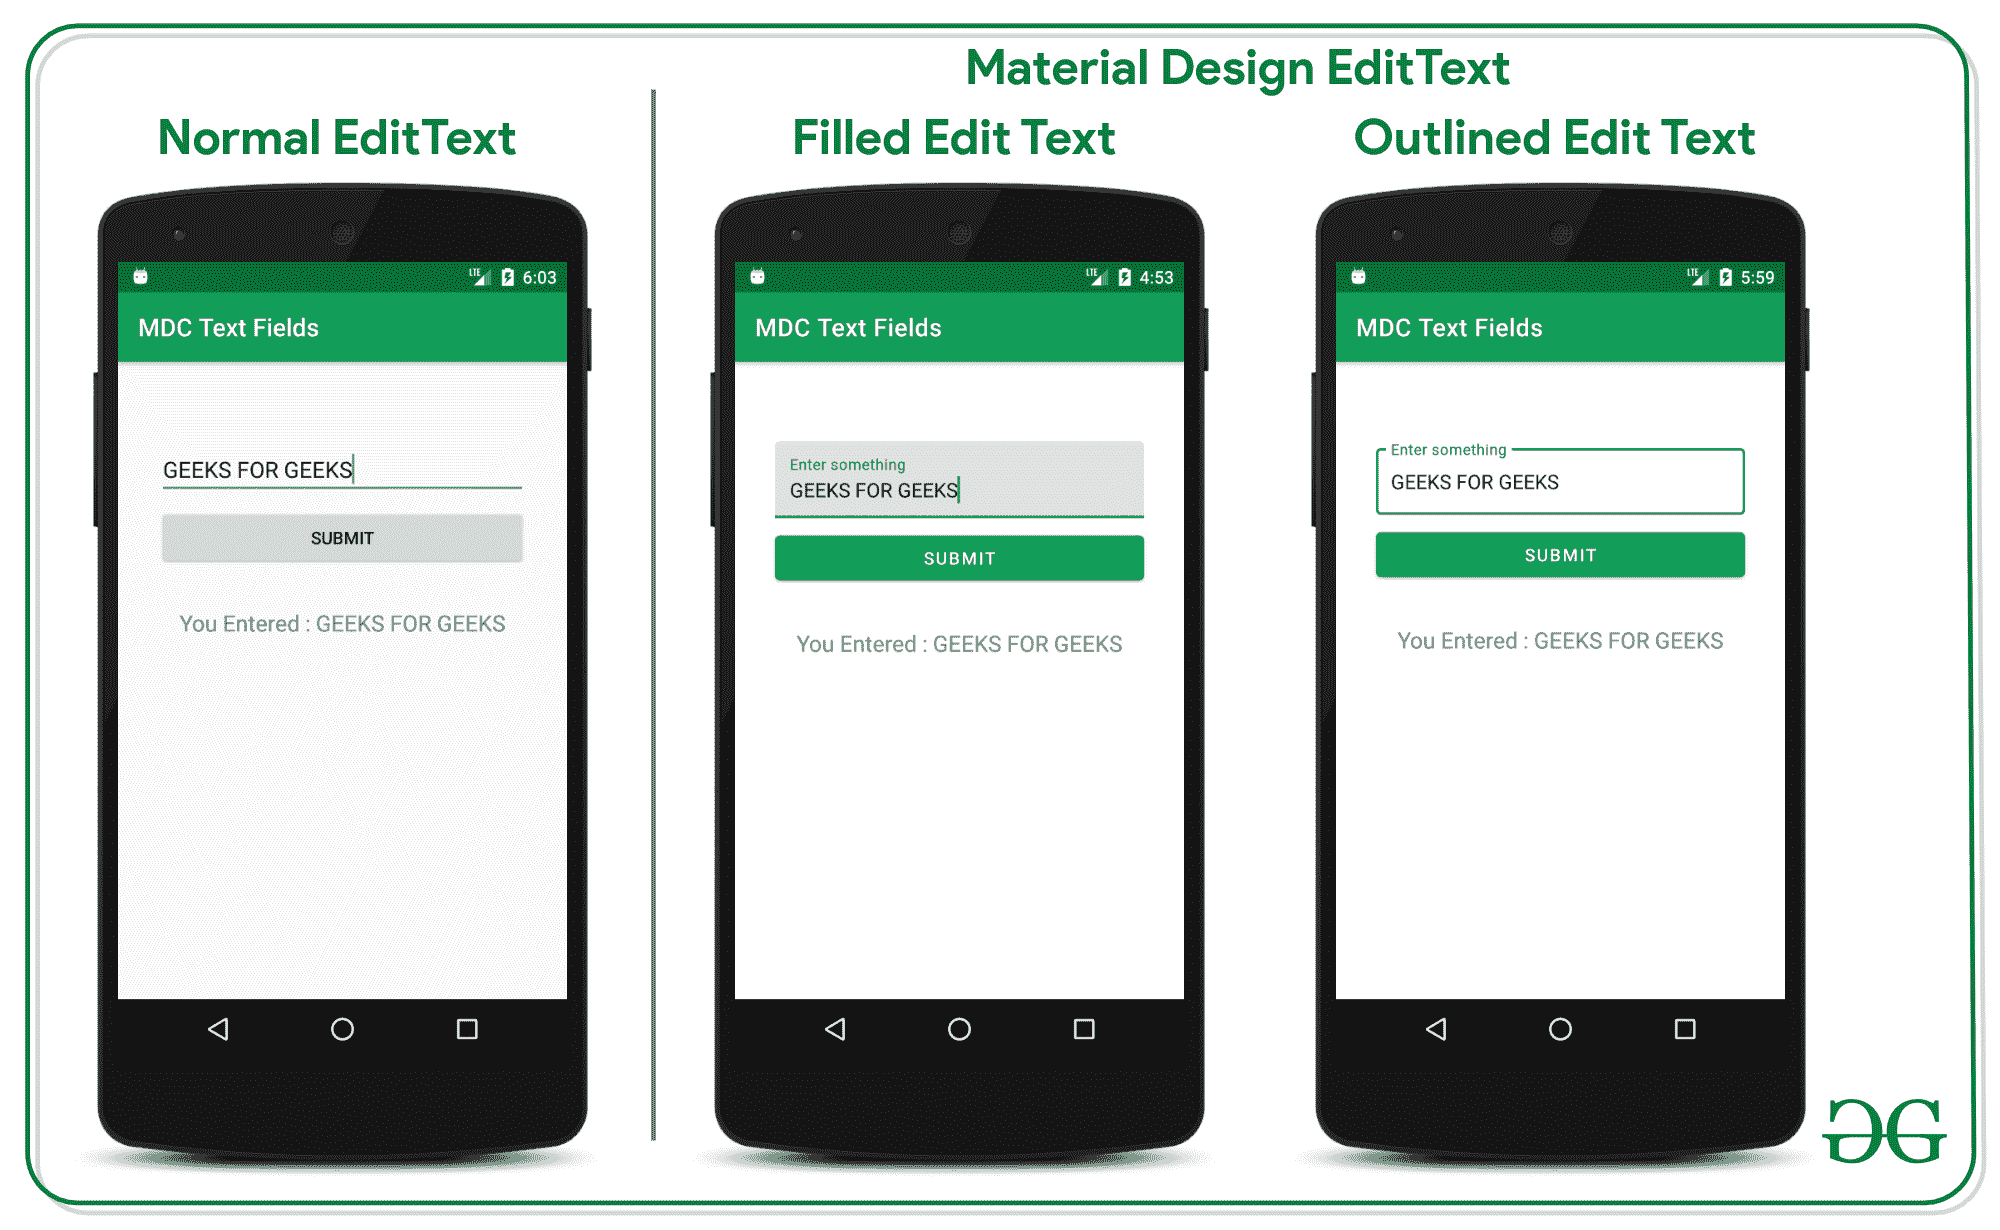 Material Design EditText
Normal EditText
Filled Edit Text
Outlined Edit Text
LTE 6:03
MDC Text Fields
GEEKS FOR GEEKS
SUBMIT
You Entered : GEEKS FOR GEEKS
LTE 4:53
MDC Text Fields
Enter something
GEEKS FOR GEEKS
SUBMIT
You Entered : GEEKS FOR GEEKS
LTE 5:59
MDC Text Fields
Enter something
GEEKS FOR GEEKS
SUBMIT
You Entered : GEEKS FOR GEEKS